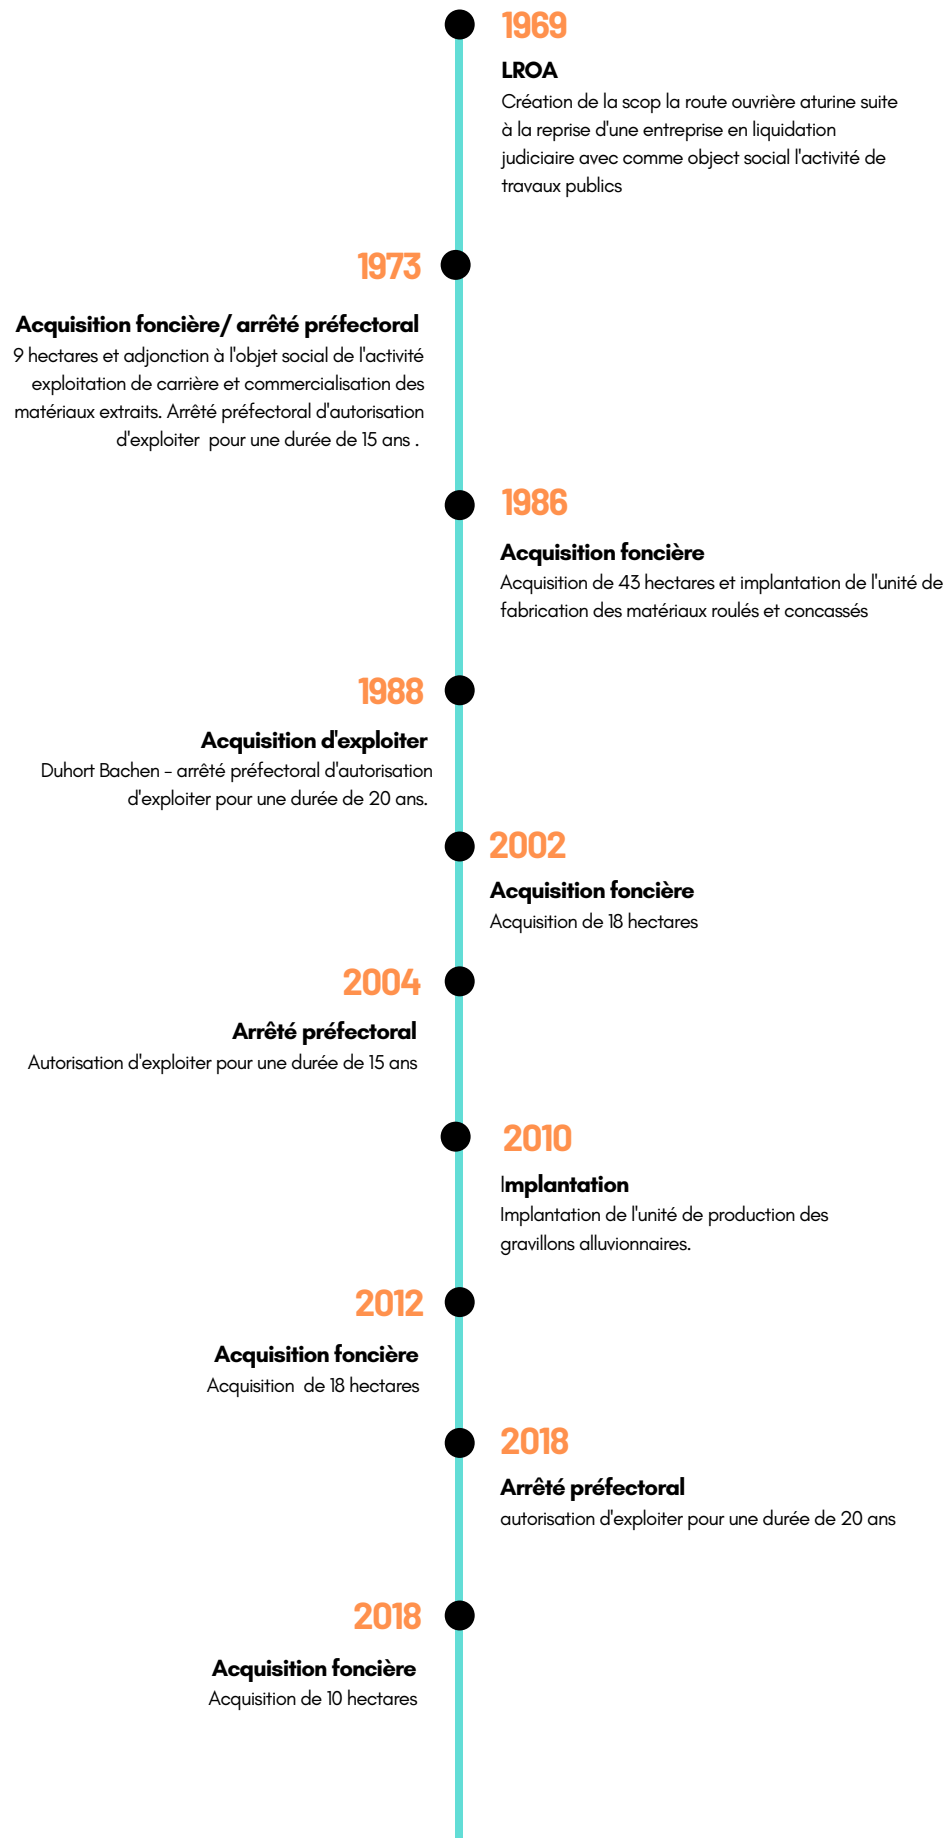 1969
LROA
Création de la scop la route ouvrière aturine suite
à la reprise d'une entreprise en liquidation
judiciaire avec comme object social l'activité de
travaux publics
1973
Acquisition foncière/ arrêté préfectoral
9 hectares et adjonction à l'objet social de l'activité
exploitation de carrière et commercialisation des
matériaux extraits. Arrêté préfectoral d'autorisation
d'exploiter pour une durée de 15 ans .
1986
Acquisition foncière
Acquisition de 43 hectares et implantation de l'unité de
fabrication des matériaux roulés et concassés
1988
Acquisition d'exploiter
Duhort Bachen - arrêté préfectoral d'autorisation
d'exploiter pour une durée de 20 ans.
2002
Acquisition foncière
Acquisition de 18 hectares
2004
Arrêté préfectoral
Autorisation d'exploiter pour une durée de 15 ans
2010
Implantation
Implantation de l'unité de production des
gravillons alluvionnaires.
2012
Acquisition foncière
Acquisition de 18 hectares
2018
Arrêté préfectoral
autorisation d'exploiter pour une durée de 20 ans
2018
Acquisition foncière
Acquisition de 10 hectares